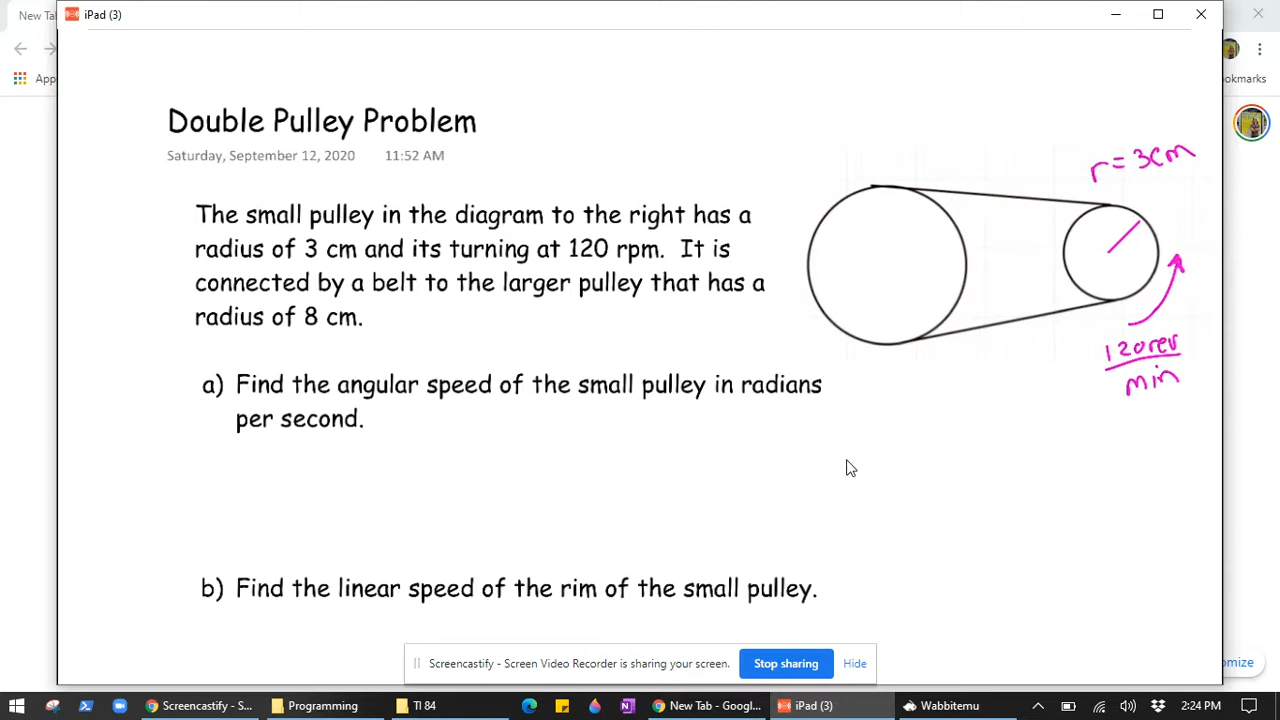 New Tab
iPad (3)
App
ookmarks
Double Pulley Problem
Saturday, September 12, 2020 11:52 AM
r = 3cm
The small pulley in the diagram to the right has a
radius of 3 cm and its turning at 120 rpm. It is
connected by a belt to the larger pulley that has a
radius of 8 cm.
120rev
min
a) Find the angular speed of the small pulley in radians
per second.
b) Find the linear speed of the rim of the small pulley.
Screencastify - Screen Video Recorder is sharing your screen. Stop sharing Hide
omize
Screencastify - S... Programming TI 84 New Tab - Googl... iPad (3) Wabbitemu 2:24 PM